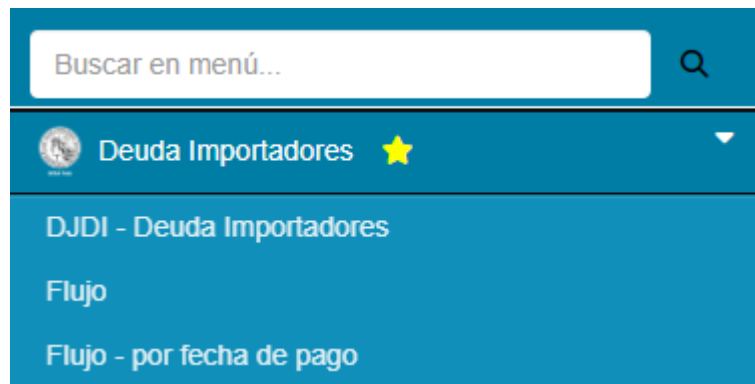 Buscar en menú...
Deuda Importadores
DJDI - Deuda Importadores
Flujo
Flujo - por fecha de pago